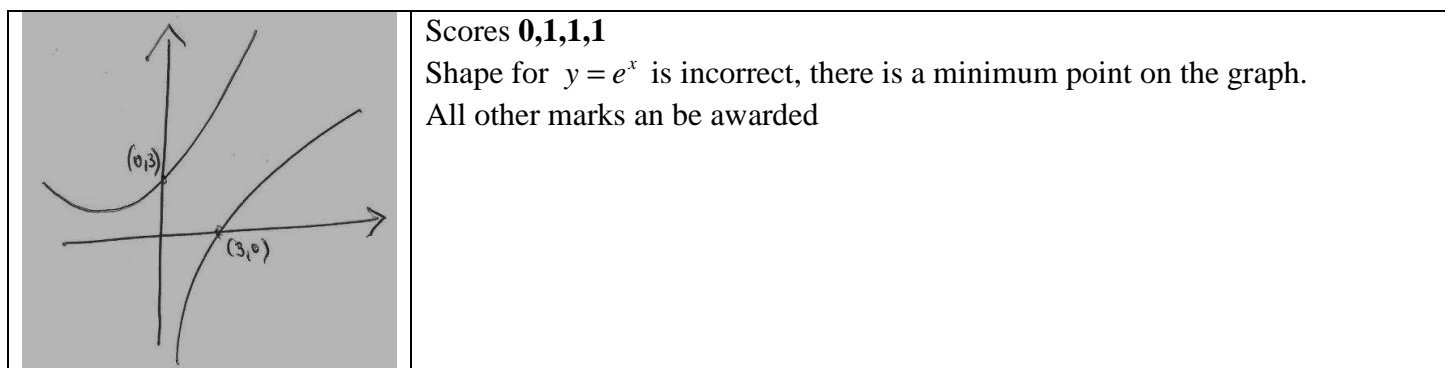 (0,3)
(3,0)
Scores 0,1,1,1
Shape for y = e^x is incorrect, there is a minimum point on the graph.
All other marks an be awarded